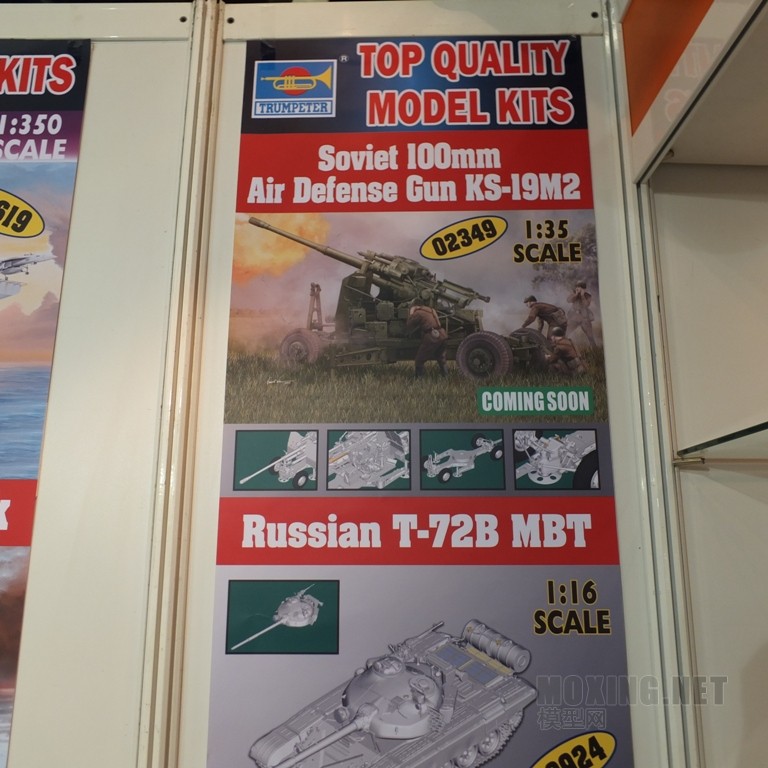 KITS
1:350
SCALE
TRUMPETER
®
TOP QUALITY
MODEL KITS
Soviet 100mm
Air Defense Gun KS-19M2
02349
1:35
SCALE
COMING SOON
Russian T-72B MBT
1:16
SCALE
MOXING.NET
模型网